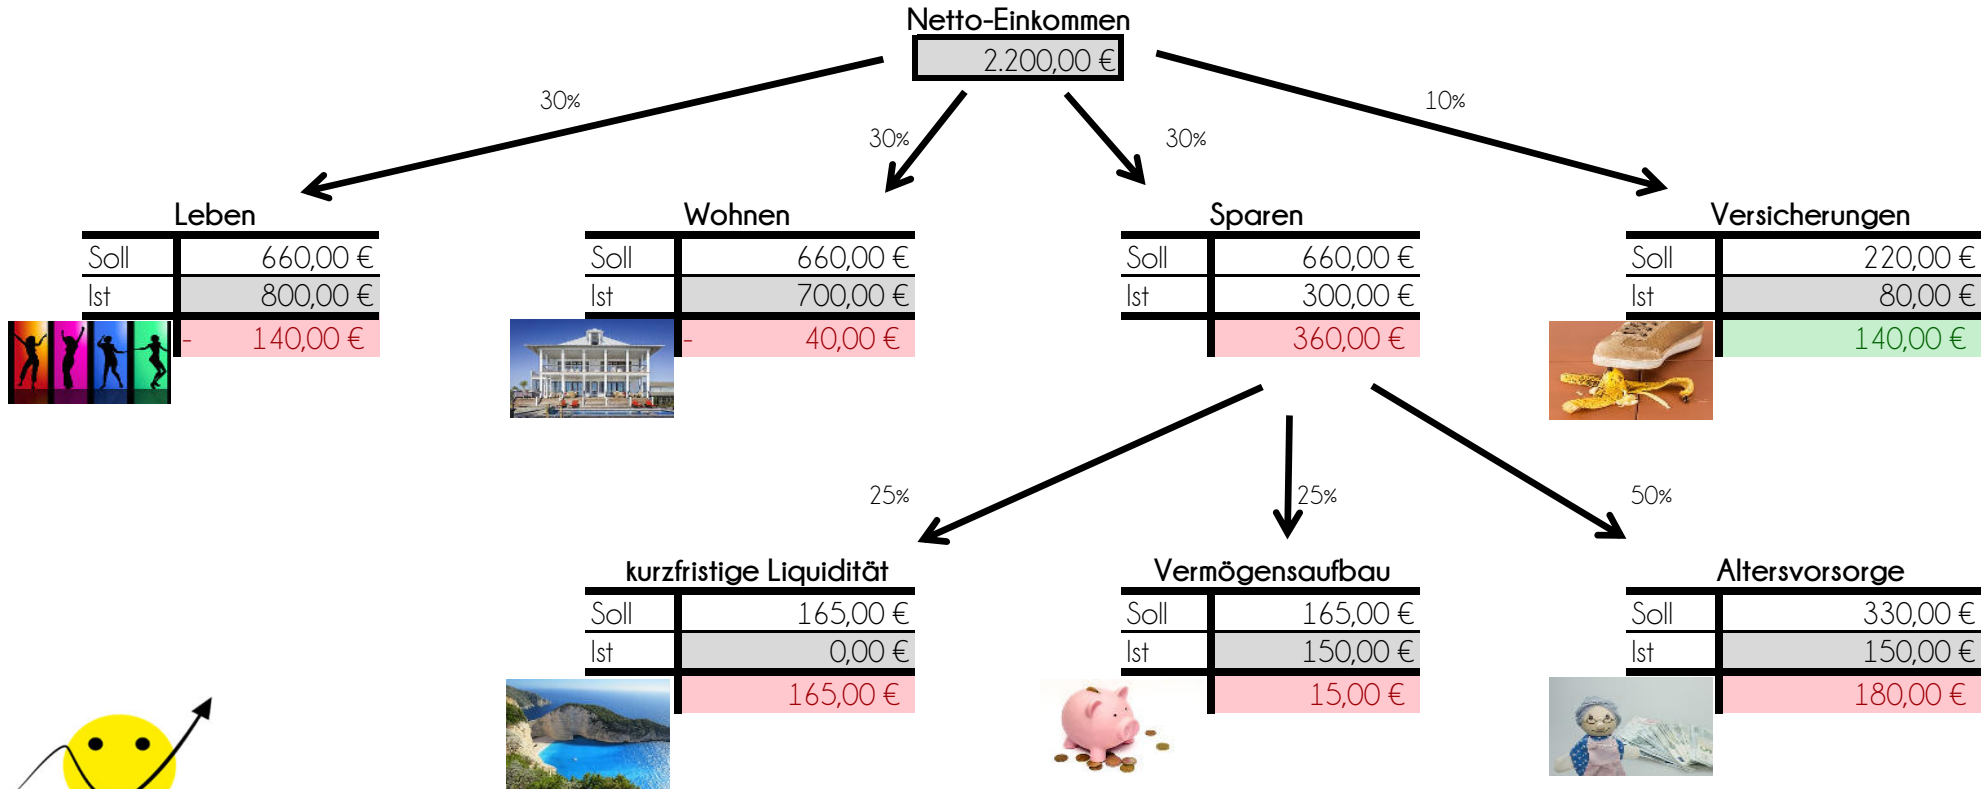 Netto-Einkommen
2.200,00 €
30%
30%
30%
10%
Leben
Soll 660,00 €
Ist 800,00 €
- 140,00 €
Wohnen
Soll 660,00 €
Ist 700,00 €
- 40,00 €
Sparen
Soll 660,00 €
Ist 300,00 €
360,00 €
Versicherungen
Soll 220,00 €
Ist 80,00 €
140,00 €
25%
25%
50%
kurzfristige Liquidität
Soll 165,00 €
Ist 0,00 €
165,00 €
Vermögensaufbau
Soll 165,00 €
Ist 150,00 €
15,00 €
Altersvorsorge
Soll 330,00 €
Ist 150,00 €
180,00 €